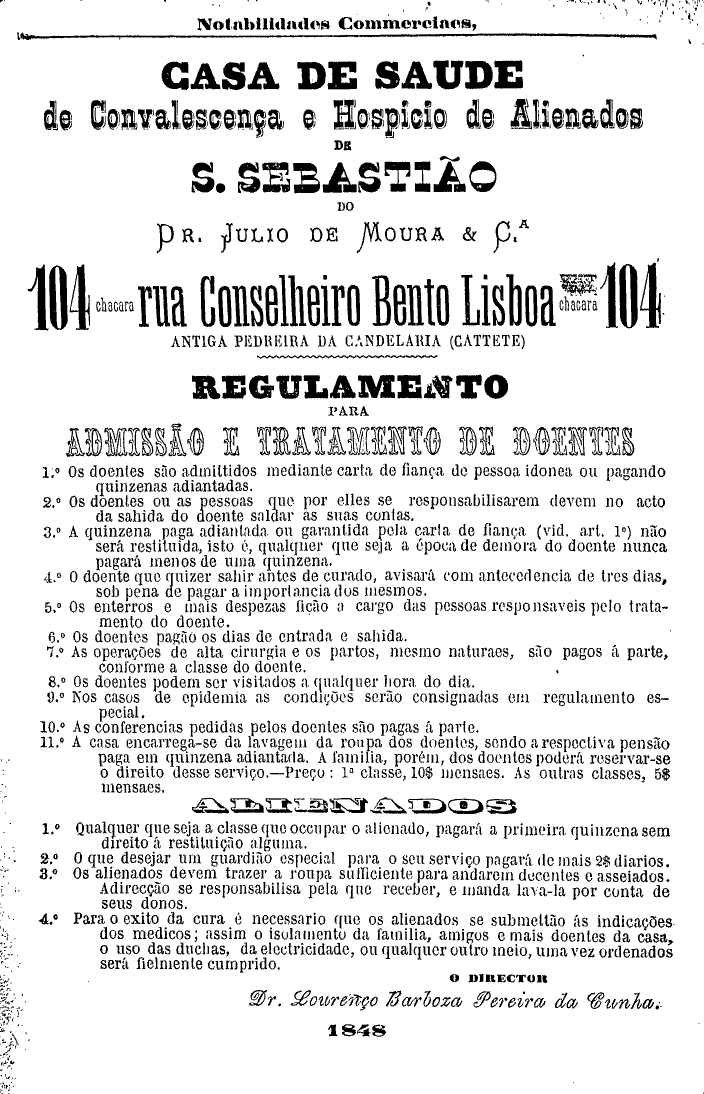 Notabilidades Commerciaes,
CASA DE SAUDE
de Convalescença e Hospicio de Alienados
DE
S. SEBASTIÃO
DO
DR. JULIO DE MOURA & C.A
104 chacara rua Conselheiro Bento Lisboa chacara 104
ANTIGA PEDREIRA DA CANDELARIA (CATTETE)
REGULAMENTO
PARA
ADMISSÃO E TRATAMENTO DE DOENTES
1.º Os doentes são admittidos mediante carta de fiança de pessoa idonea ou pagando
quinzenas adiantadas.
2.º Os doentes ou as pessoas que por elles se responsabilisarem devem no acto
da sahida do doente saldar as suas contas.
3.º A quinzena paga adiantada ou garantida pela carta de fiança (vid. art. 1º) não
será restituida, isto é, qualquer que seja a época de demora do doente nunca
pagará menos de uma quinzena.
4.º O doente que quizer sahir antes de curado, avisará com antecedencia de tres dias,
sob pena de pagar a importancia dos mesmos.
5.º Os enterros e mais despezas fição a cargo das pessoas responsaveis pelo trata-
mento do doente.
6.º Os doentes pagão os dias de entrada e sahida.
7.º As operações de alta cirurgia e os partos, mesmo naturaes, são pagos á parte,
conforme a classe do doente.
8.º Os doentes podem ser visitados a qualquer hora do dia.
9.º Nos casos de epidemia as condições serão consignadas em regulamento es-
pecial.
10.º As conferencias pedidas pelos doentes são pagas á parte.
11.º A casa encarrega-se da lavagem da roupa dos doentes, sendo a respectiva pensão
paga em quinzena adiantada. A familia, porém, dos doentes poderá reservar-se
o direito desse serviço.—Preço : 1ª classe, 10$ mensaes. As outras classes, 5$
mensaes.
ALIENADOS
1.º Qualquer que seja a classe que occupar o alienado, pagará a primeira quinzena sem
direito á restituição alguma.
2.º O que desejar um guardião especial para o seu serviço pagará de mais 2$ diarios.
3.º Os alienados devem trazer a roupa sufficiente para andarem decentes e asseiados.
A direcção se responsabilisa pela que receber, e manda lava-la por conta de
seus donos.
4.º Para o exito da cura é necessario que os alienados se submettão ás indicações
dos medicos ; assim o isolamento da familia, amigos e mais doentes da casa,
o uso das duchas, da electricidade, ou qualquer outro meio, uma vez ordenados
será fielmente cumprido.
O DIRECTOR
Dr. Lourenço Barboza Pereira da Cunha.
1848